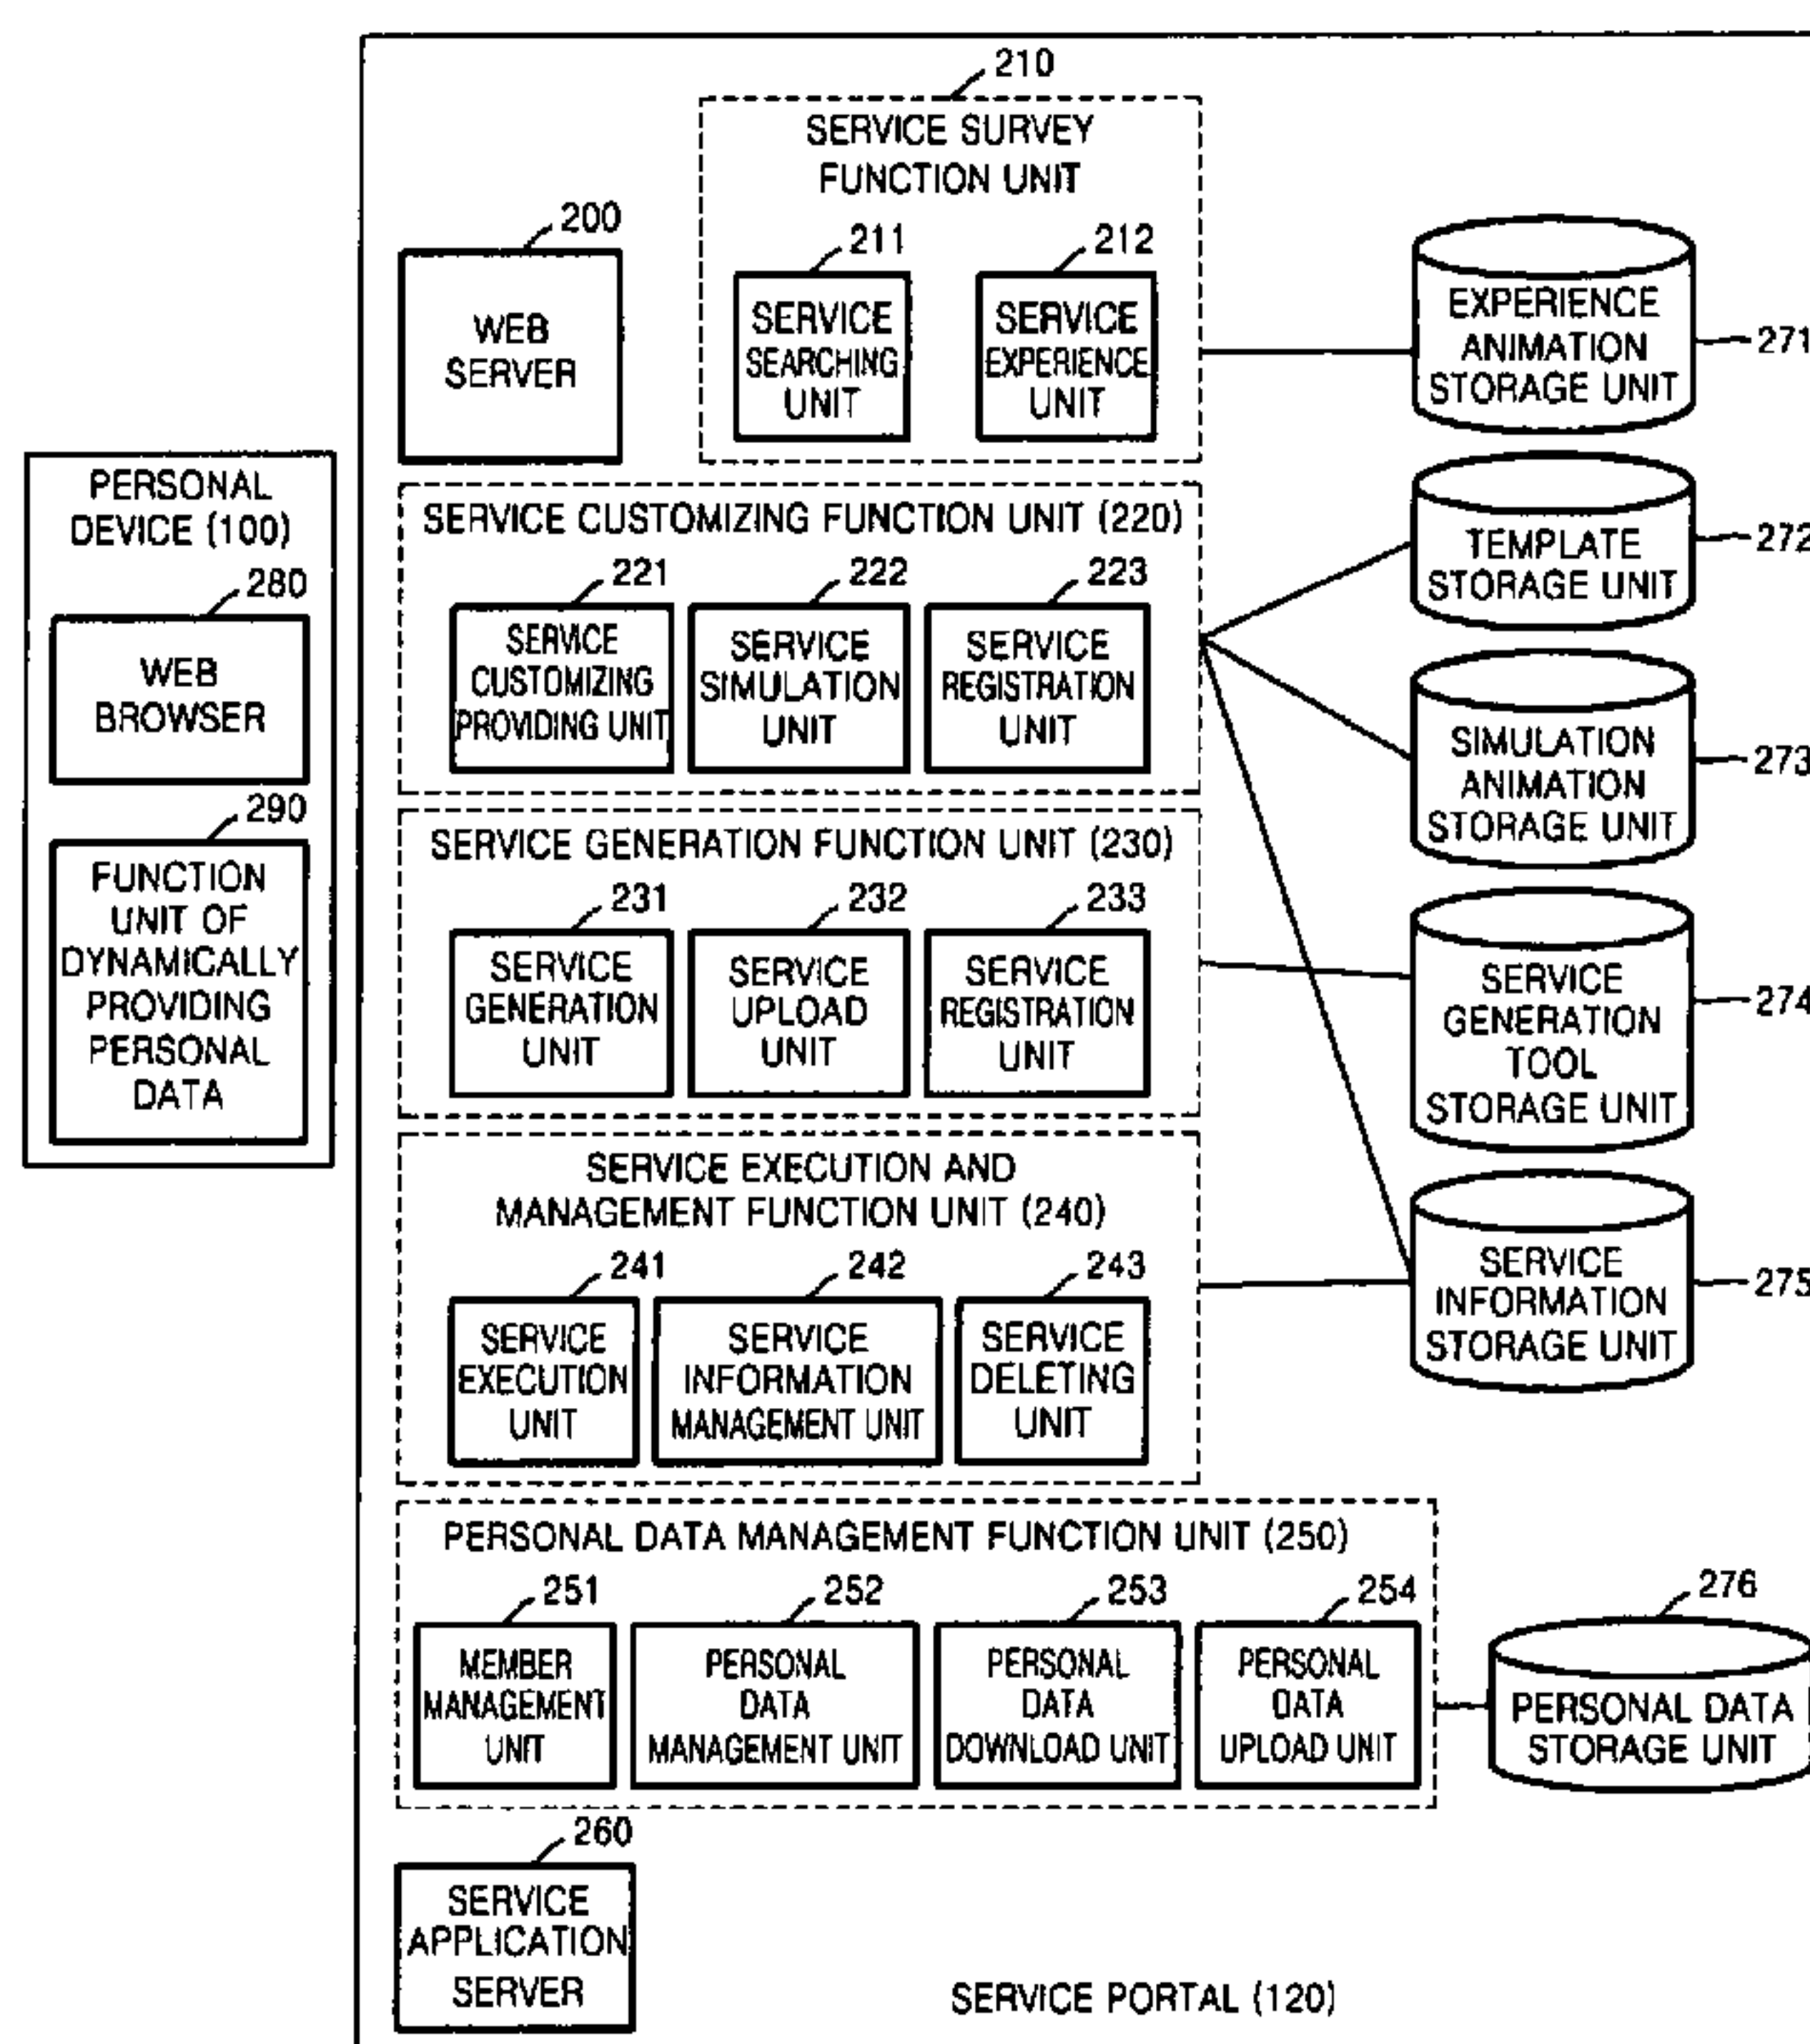 210
SERVICE SURVEY
FUNCTION UNIT
200
WEB
SERVER
211
SERVICE
SEARCHING
UNIT
212
SERVICE
EXPERIENCE
UNIT
EXPERIENCE
ANIMATION
STORAGE UNIT
271
PERSONAL
DEVICE (100)
280
WEB
BROWSER
290
FUNCTION
UNIT OF
DYNAMICALLY
PROVIDING
PERSONAL
DATA
SERVICE CUSTOMIZING FUNCTION UNIT (220)
221
SERVICE
CUSTOMIZING
PROVIDING UNIT
222
SERVICE
SIMULATION
UNIT
223
SERVICE
REGISTRATION
UNIT
TEMPLATE
STORAGE UNIT
272
SIMULATION
ANIMATION
STORAGE UNIT
273
SERVICE GENERATION FUNCTION UNIT (230)
231
SERVICE
GENERATION
UNIT
232
SERVICE
UPLOAD
UNIT
233
SERVICE
REGISTRATION
UNIT
SERVICE
GENERATION
TOOL
STORAGE UNIT
274
SERVICE EXECUTION AND
MANAGEMENT FUNCTION UNIT (240)
241
SERVICE
EXECUTION
UNIT
242
SERVICE
INFORMATION
MANAGEMENT UNIT
243
SERVICE
DELETING
UNIT
SERVICE
INFORMATION
STORAGE UNIT
275
PERSONAL DATA MANAGEMENT FUNCTION UNIT (250)
251
MEMBER
MANAGEMENT
UNIT
252
PERSONAL
DATA
MANAGEMENT UNIT
253
PERSONAL
DATA
DOWNLOAD UNIT
254
PERSONAL
DATA
UPLOAD UNIT
276
PERSONAL DATA
STORAGE UNIT
260
SERVICE
APPLICATION
SERVER
SERVICE PORTAL (120)